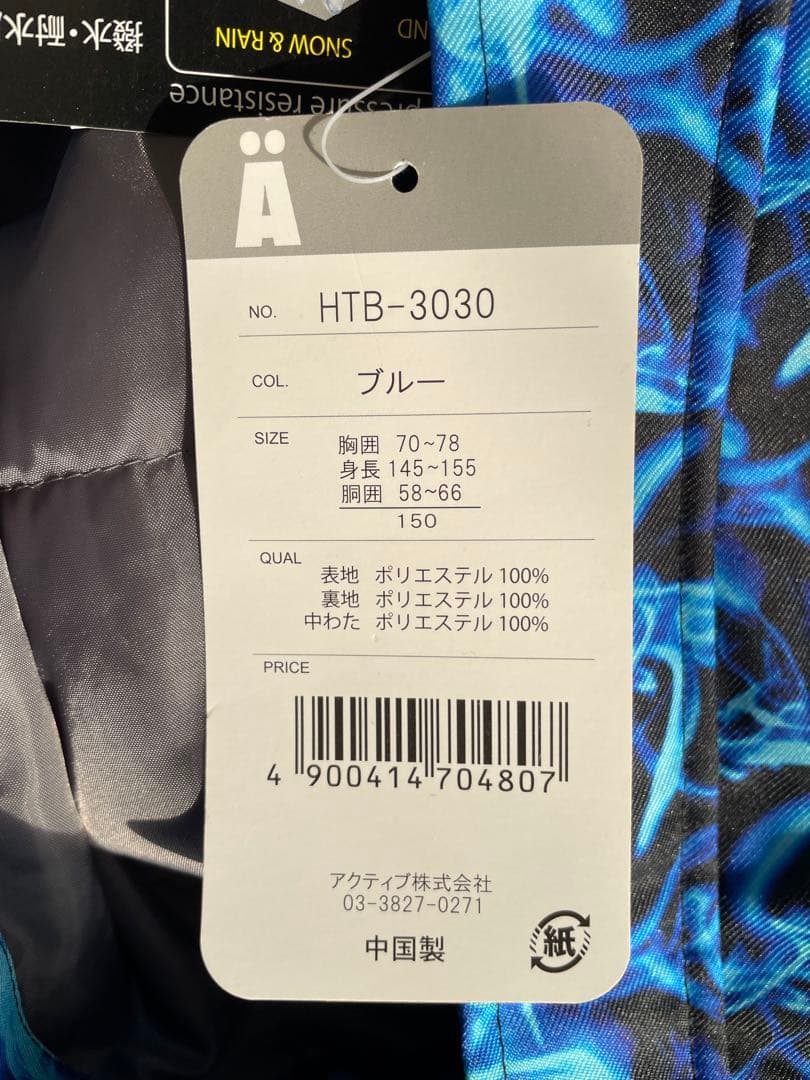 撥水・耐水
SNOW & RAIN
ND
pressure resistance
Ä
NO. HTB-3030
COL. ブルー
SIZE 胸囲 70~78
身長 145~155
胴囲 58~66
150
QUAL 表地 ポリエステル 100%
裏地 ポリエステル 100%
中わた ポリエステル 100%
PRICE
4 900414 704807
アクティブ株式会社
03-3827-0271
中国製
紙